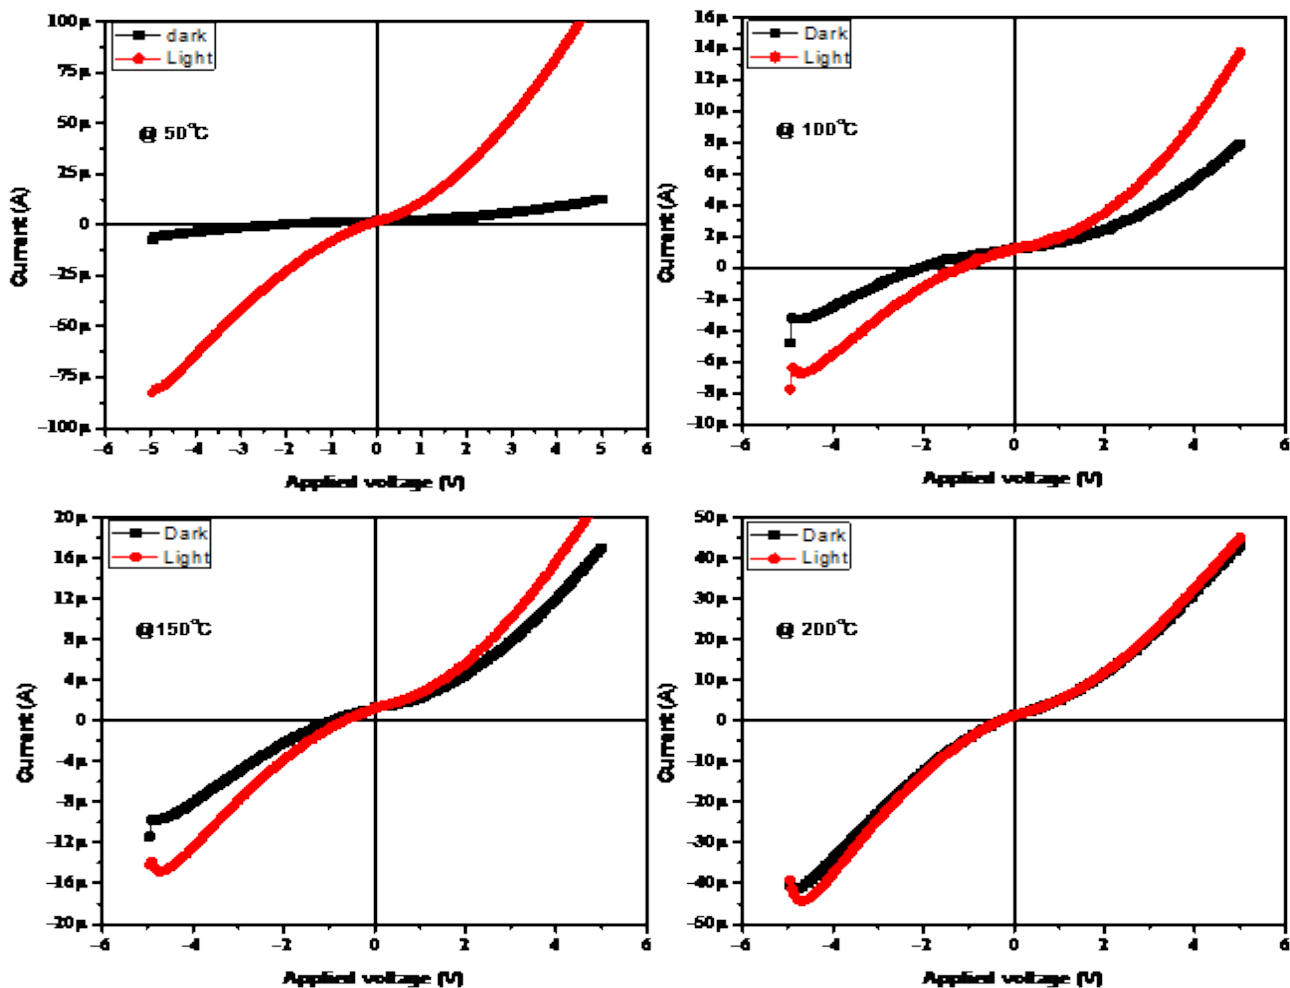 100µ
75µ
50µ
25µ
0
−25µ
−50µ
−75µ
−100µ
dark
Light
@ 50°C
Current (A)
−6 −5 −4 −3 −2 −1 0 1 2 3 4 5 6
Applied voltage (V)
16µ
14µ
12µ
10µ
8µ
6µ
4µ
2µ
0
−2µ
−4µ
−6µ
−8µ
−10µ
Dark
Light
@ 100°C
Current (A)
−6 −4 −2 0 2 4 6
Applied voltage (V)
20µ
16µ
12µ
8µ
4µ
0
−4µ
−8µ
−12µ
−16µ
−20µ
Dark
Light
@150°C
Current (A)
−6 −4 −2 0 2 4 6
Applied voltage (V)
50µ
40µ
30µ
20µ
10µ
0
−10µ
−20µ
−30µ
−40µ
−50µ
Dark
Light
@ 200°C
Current (A)
−6 −4 −2 0 2 4 6
Applied voltage (V)